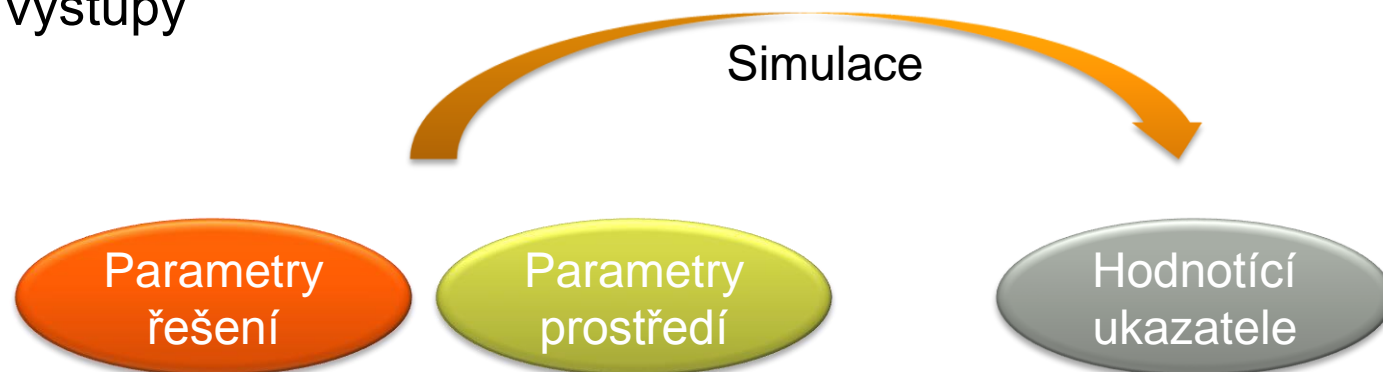 výstupy
Simulace
Parametry
řešení
Parametry
prostředí
Hodnotící
ukazatele